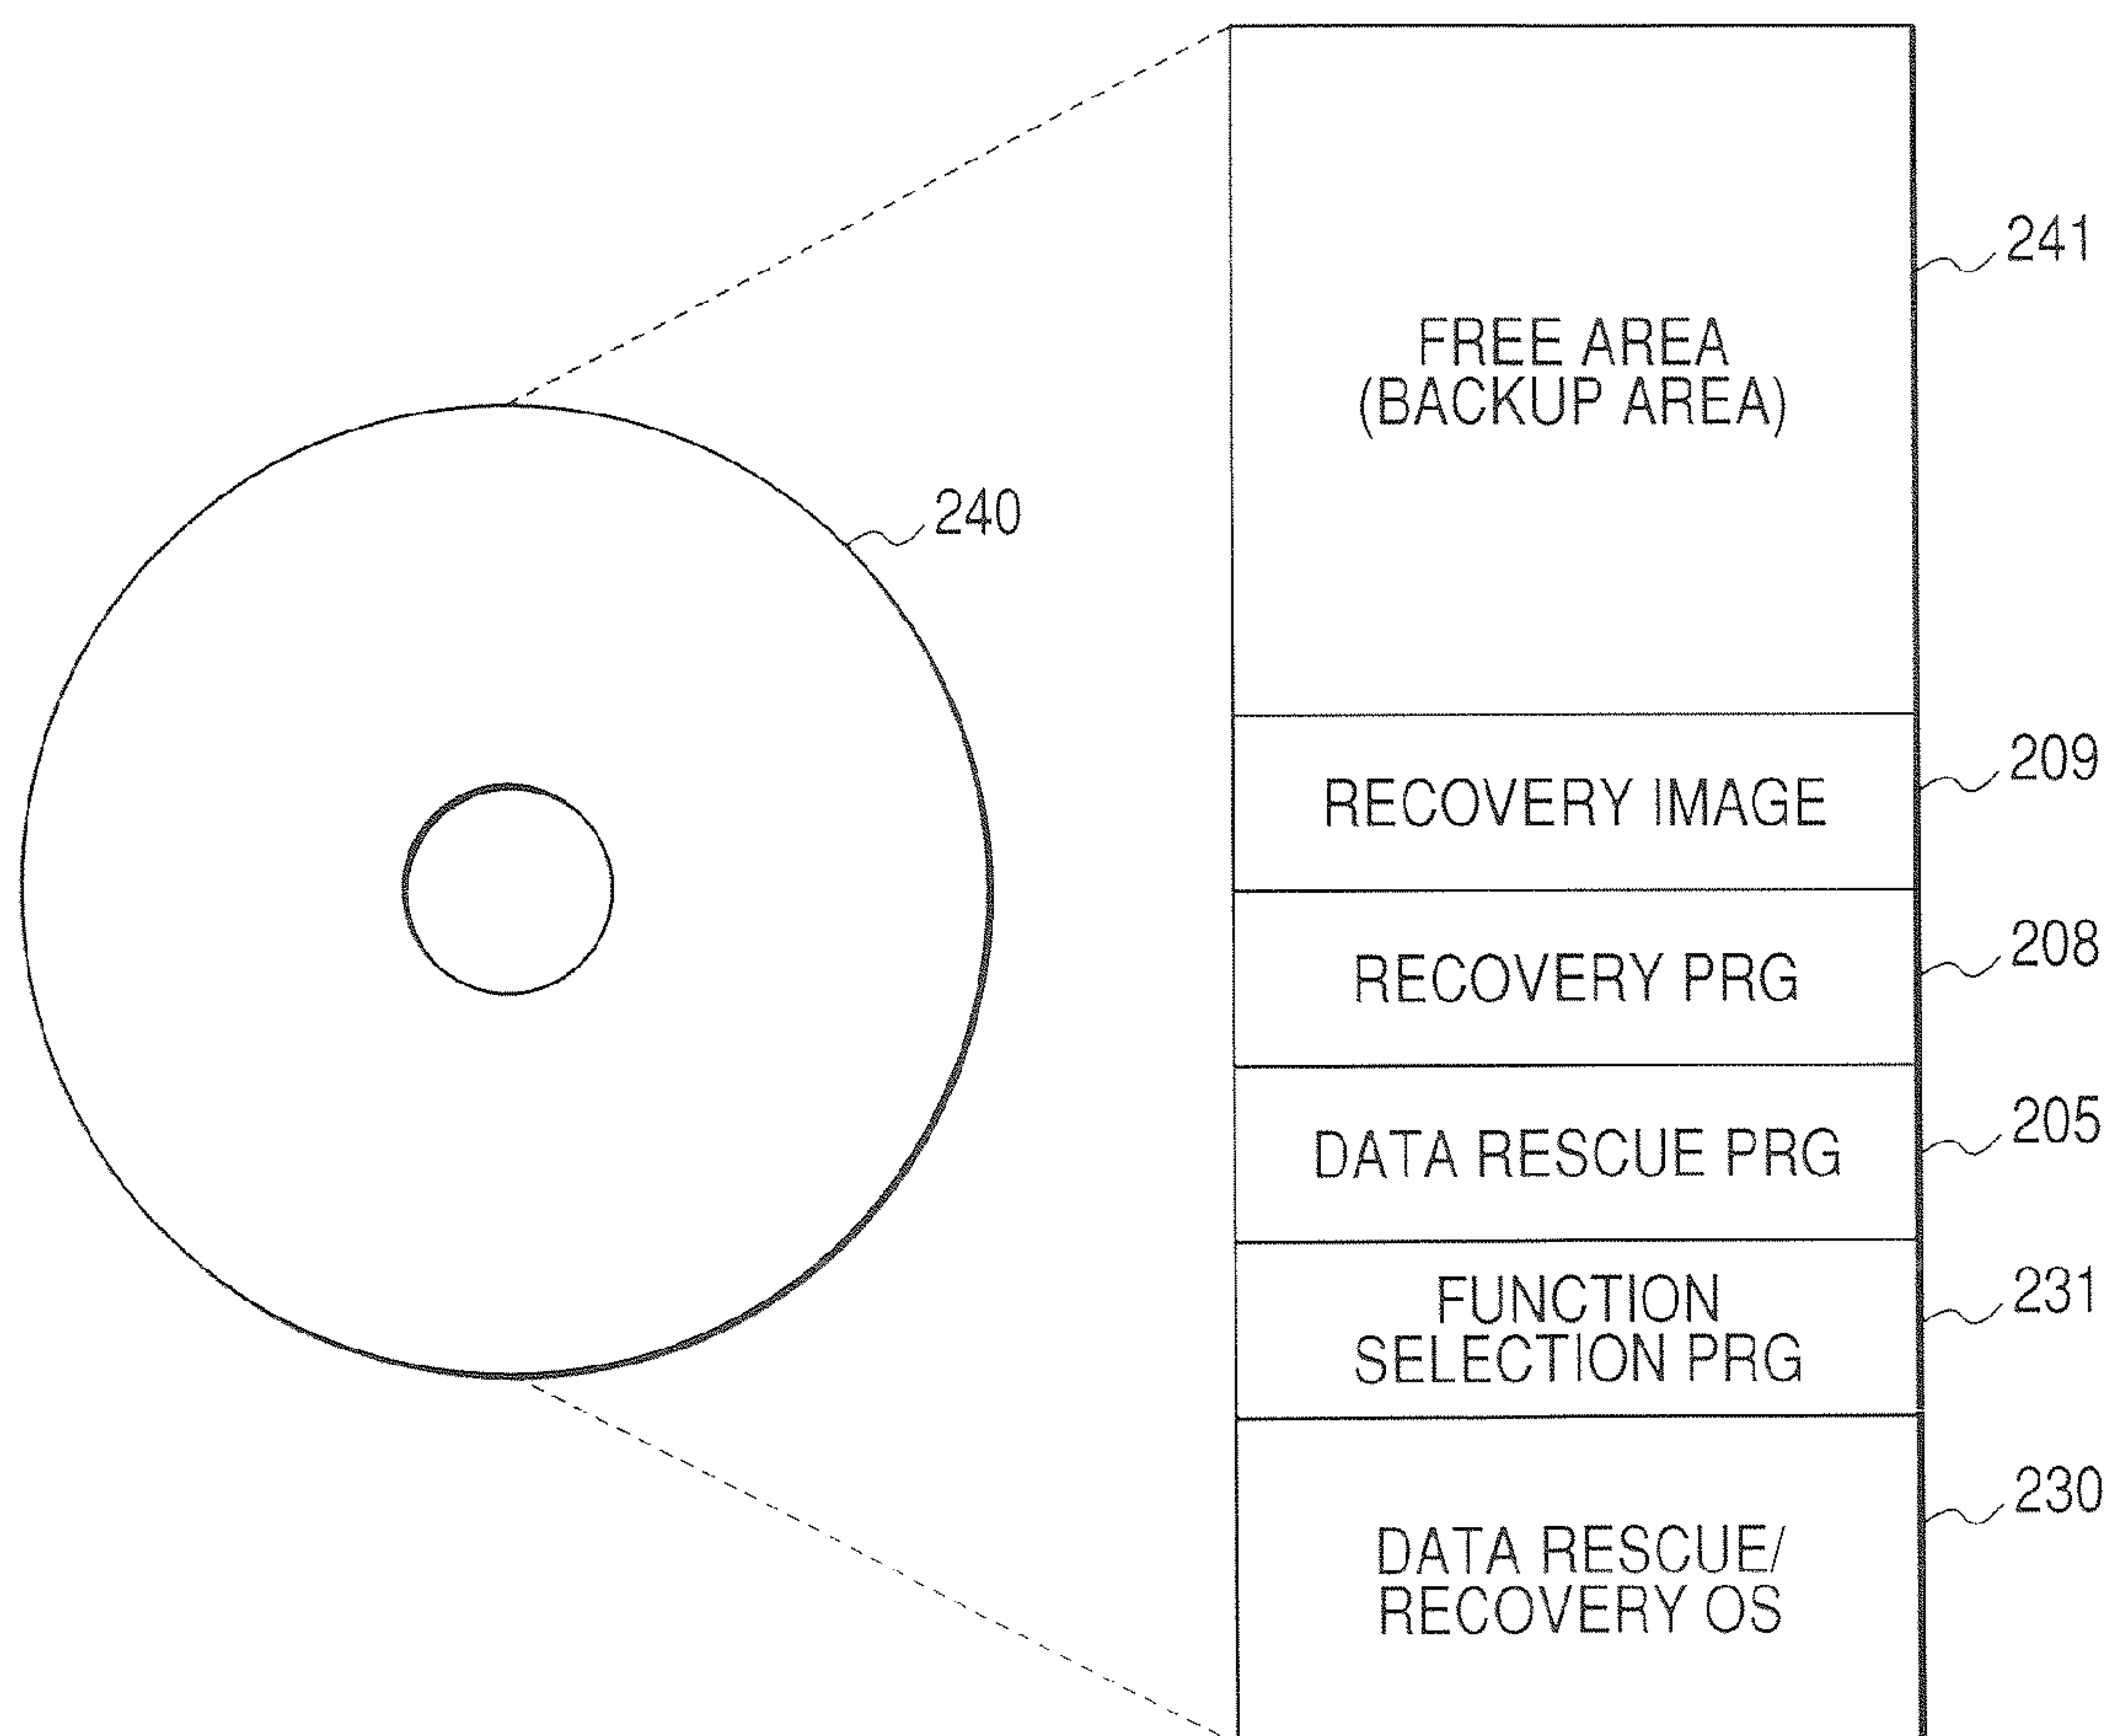 241
FREE AREA
(BACKUP AREA)
240
209
RECOVERY IMAGE
208
RECOVERY PRG
205
DATA RESCUE PRG
231
FUNCTION
SELECTION PRG
230
DATA RESCUE/
RECOVERY OS